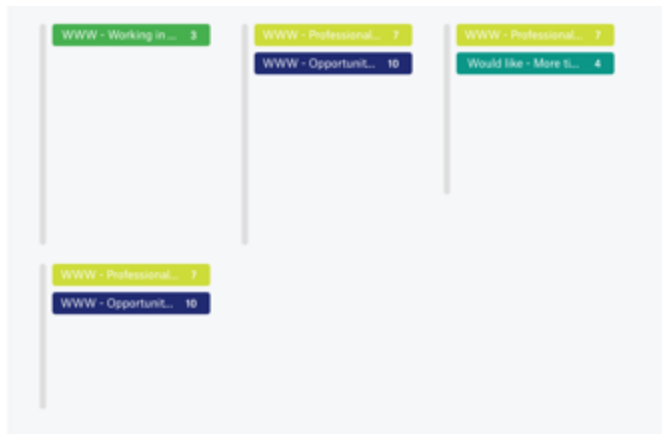 WWW - Working in ... 3
WWW - Professional... 7
WWW - Opportunit... 10
WWW - Professional... 7
Would like - More ti... 4
WWW - Professional... 7
WWW - Opportunit... 10